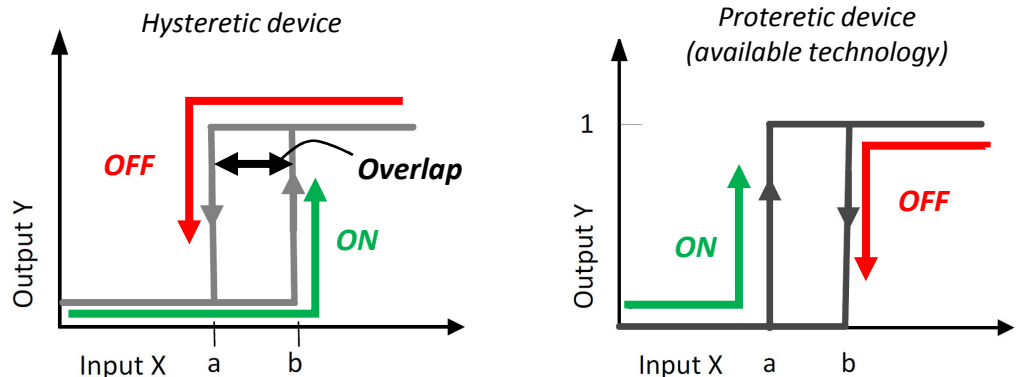 Hysteretic device
OFF
Overlap
ON
Output Y
Input X
a
b
Proteretic device
(available technology)
1
ON
OFF
Output Y
Input X
a
b